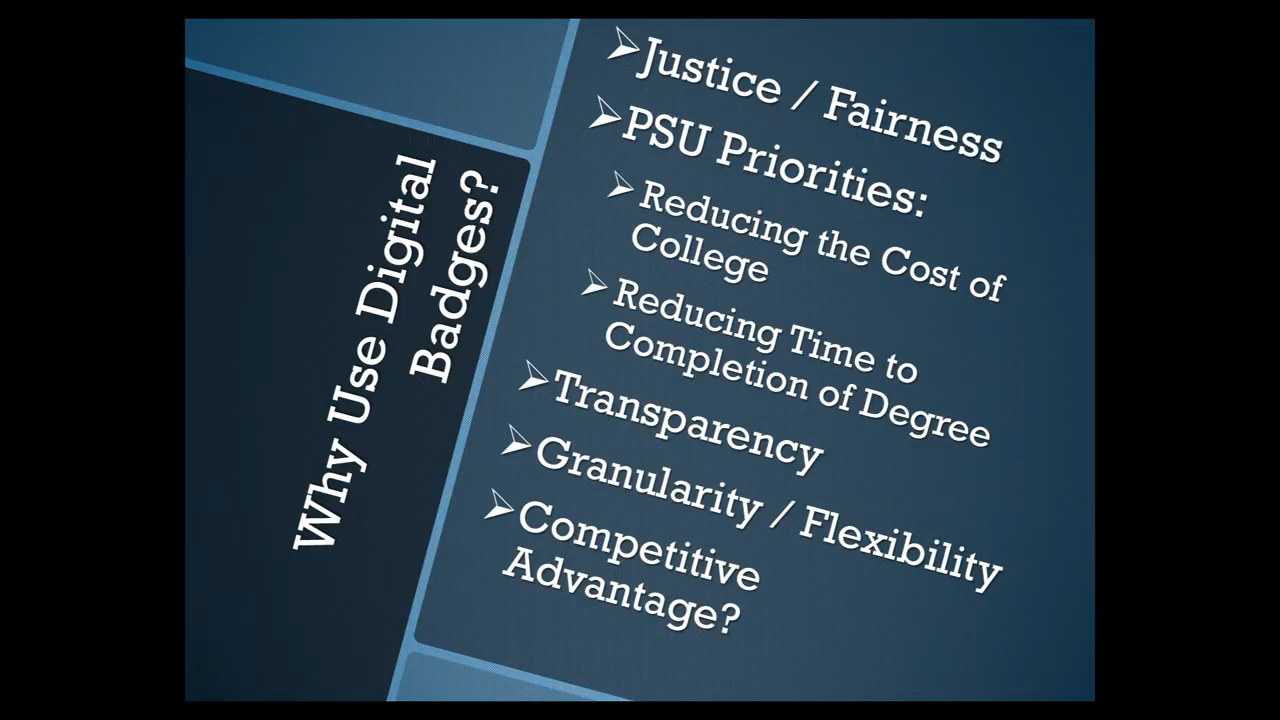 Why Use Digital
Badges?
Justice / Fairness
PSU Priorities:
Reducing the Cost of
College
Reducing Time to
Completion of Degree
Transparency
Granularity / Flexibility
Competitive
Advantage?